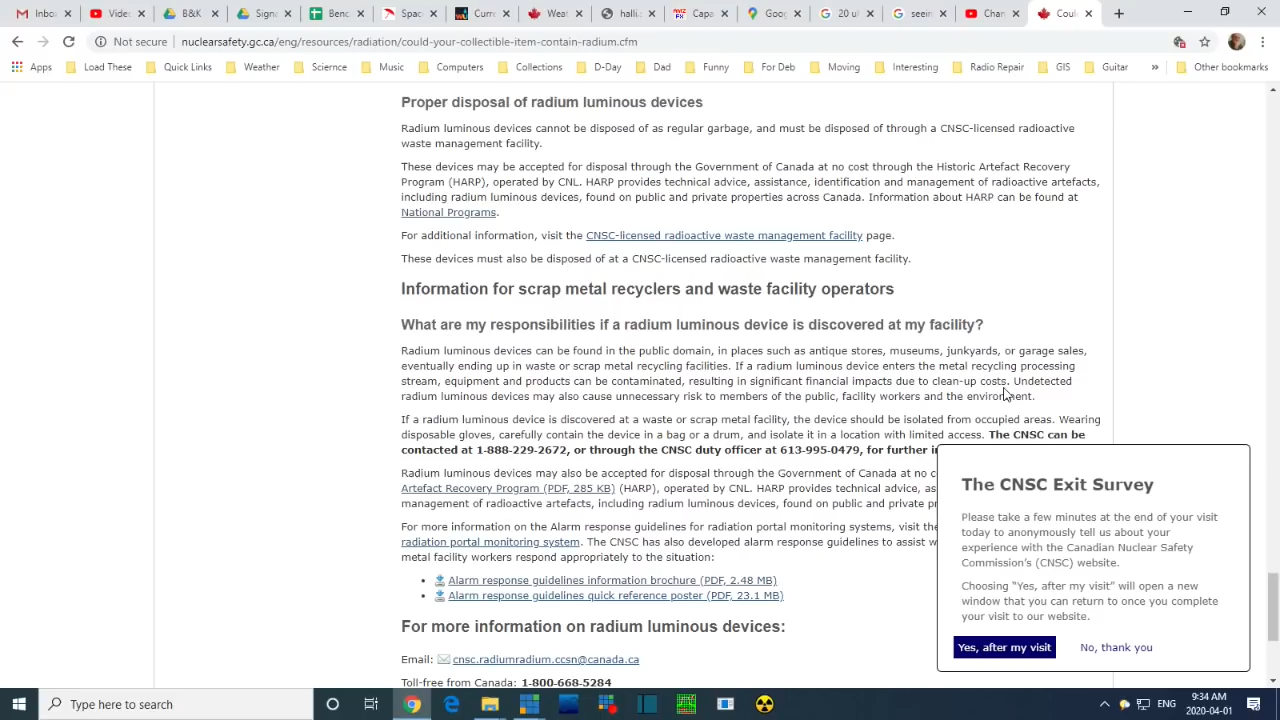 Inbox
Video
B&K
Signa
Benc
Spac
Curre
Weat
halli
Capa
Goog
20 ul
seein
Chan
Coul
Not secure | nuclearsafety.gc.ca/eng/resources/radiation/could-your-collectible-item-contain-radium.cfm
Apps Load These Quick Links Weather Sciernce Music Computers Collections D-Day Dad Funny For Deb Moving Interesting Radio Repair GIS Guitar » Other bookmarks
Proper disposal of radium luminous devices
Radium luminous devices cannot be disposed of as regular garbage, and must be disposed of through a CNSC-licensed radioactive
waste management facility.
These devices may be accepted for disposal through the Government of Canada at no cost through the Historic Artefact Recovery
Program (HARP), operated by CNL. HARP provides technical advice, assistance, identification and management of radioactive artefacts,
including radium luminous devices, found on public and private properties across Canada. Information about HARP can be found at
National Programs.
For additional information, visit the CNSC-licensed radioactive waste management facility page.
These devices must also be disposed of at a CNSC-licensed radioactive waste management facility.
Information for scrap metal recyclers and waste facility operators
What are my responsibilities if a radium luminous device is discovered at my facility?
Radium luminous devices can be found in the public domain, in places such as antique stores, museums, junkyards, or garage sales,
eventually ending up in waste or scrap metal recycling facilities. If a radium luminous device enters the metal recycling processing
stream, equipment and products can be contaminated, resulting in significant financial impacts due to clean-up costs. Undetected
radium luminous devices may also cause unnecessary risk to members of the public, facility workers and the environment.
If a radium luminous device is discovered at a waste or scrap metal facility, the device should be isolated from occupied areas. Wearing
disposable gloves, carefully contain the device in a bag or a drum, and isolate it in a location with limited access. The CNSC can be
contacted at 1-888-229-2672, or through the CNSC duty officer at 613-995-0479, for further in
Radium luminous devices may also be accepted for disposal through the Government of Canada at no c
Artefact Recovery Program (PDF, 285 KB) (HARP), operated by CNL. HARP provides technical advice, as
management of radioactive artefacts, including radium luminous devices, found on public and private pr
For more information on the Alarm response guidelines for radiation portal monitoring systems, visit the
radiation portal monitoring system. The CNSC has also developed alarm response guidelines to assist w
metal facility workers respond appropriately to the situation:
• Alarm response guidelines information brochure (PDF, 2.48 MB)
• Alarm response guidelines quick reference poster (PDF, 23.1 MB)
For more information on radium luminous devices:
Email: cnsc.radiumradium.ccsn@canada.ca
Toll-free from Canada: 1-800-668-5284
The CNSC Exit Survey
Please take a few minutes at the end of your visit
today to anonymously tell us about your
experience with the Canadian Nuclear Safety
Commission's (CNSC) website.
Choosing "Yes, after my visit" will open a new
window that you can return to once you complete
your visit to our website.
Yes, after my visit No, thank you
Type here to search
ENG
9:34 AM
2020-04-01